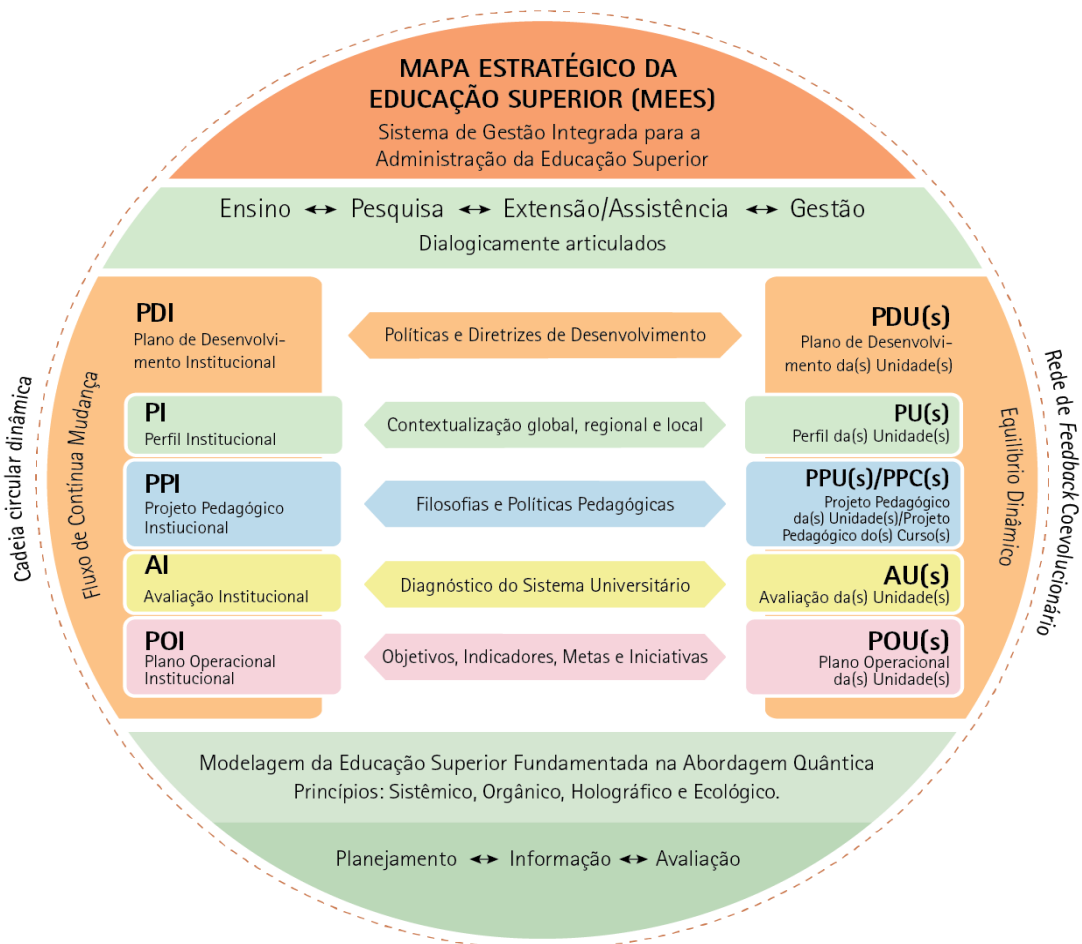 MAPA ESTRATÉGICO DA
EDUCAÇÃO SUPERIOR (MEES)
Sistema de Gestão Integrada para a
Administração da Educação Superior
Ensino ↔ Pesquisa ↔ Extensão/Assistência ↔ Gestão
Dialogicamente articulados
Cadeia circular dinâmica
Fluxo de Contínua Mudança
PDI
Plano de Desenvolvi-
mento Institucional
Políticas e Diretrizes de Desenvolvimento
PDU(s)
Plano de Desenvolvi-
mento da(s) Unidade(s)
PI
Perfil Institucional
Contextualização global, regional e local
PU(s)
Perfil da(s) Unidade(s)
PPI
Projeto Pedagógico
Instiucional
Filosofias e Políticas Pedagógicas
PPU(s)/PPC(s)
Projeto Pedagógico
da(s) Unidade(s)/Projeto
Pedagógico do(s) Curso(s)
AI
Avaliação Institucional
Diagnóstico do Sistema Universitário
AU(s)
Avaliação da(s) Unidade(s)
POI
Plano Operacional
Institucional
Objetivos, Indicadores, Metas e Iniciativas
POU(s)
Plano Operacional
da(s) Unidade(s)
Equilíbrio Dinâmico
Rede de Feedback Coevolucionário
Modelagem da Educação Superior Fundamentada na Abordagem Quântica
Princípios: Sistêmico, Orgânico, Holográfico e Ecológico.
Planejamento ↔ Informação ↔ Avaliação